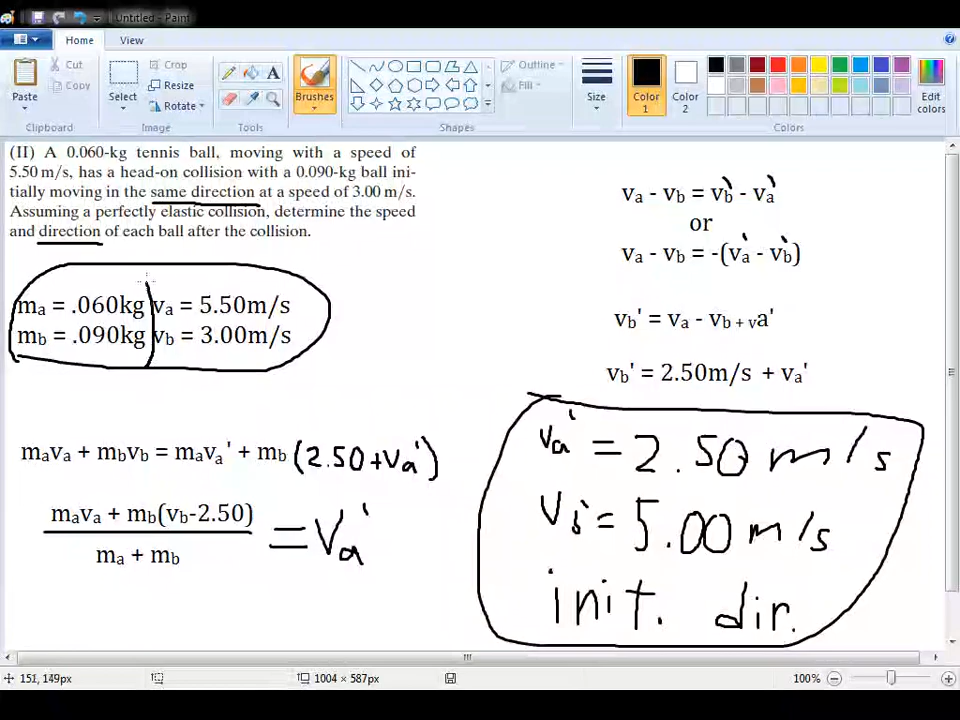 Untitled - Paint
Home View
Paste
Clipboard
Select
Cut
Copy
Crop
Resize
Rotate
Image
A
Tools
Brushes
Outline
Fill
Shapes
Size
Color 1
Color 2
Edit colors
Colors
(II) A 0.060-kg tennis ball, moving with a speed of
5.50 m/s, has a head-on collision with a 0.090-kg ball ini-
tially moving in the same direction at a speed of 3.00 m/s.
Assuming a perfectly elastic collision, determine the speed
and direction of each ball after the collision.
ma = .060kg va = 5.50m/s
mb = .090kg vb = 3.00m/s
mava + mbvb = mava' + mb (2.50+va')
mava + mb(vb-2.50)
ma + mb
= va'
va - vb = vb' - va'
or
va - vb = -(va' - vb')
vb' = va - vb + va'
vb' = 2.50m/s + va'
va' = 2.50 m/s
vb' = 5.00 m/s
init. dir.
151, 149px
1004 × 587px
100%